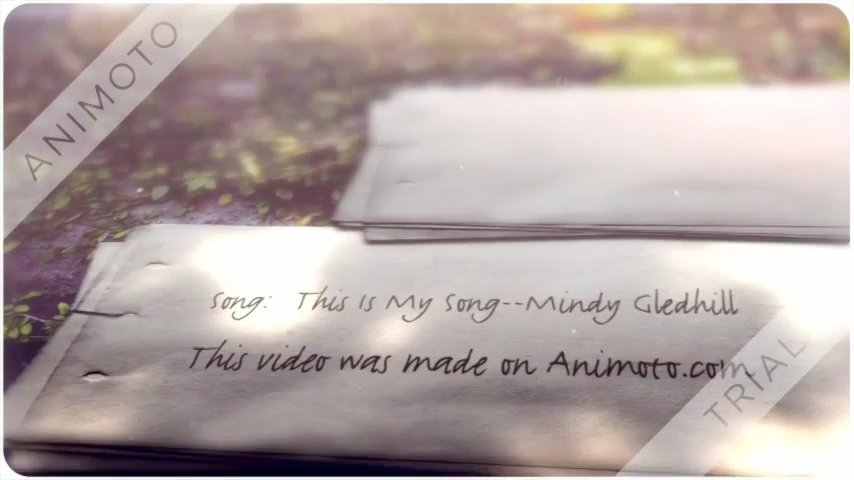 ANIMOTO
Song: This Is My Song--Mindy Gledhill
This video was made on Animoto.com
TRIAL